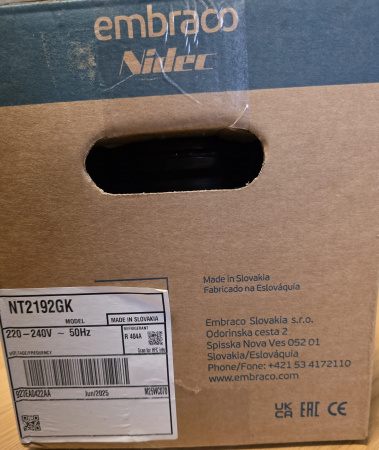 embraco
Nidec
Made in Slovakia
Fabricado na Eslováquia
NT2192GK
MODEL
MADE IN SLOVAKIA
220-240V ~ 50Hz
VOLTAGE/FREQUENCY
REFRIGERANT
R 404A
Jun/2025
Embraco Slovakia s.r.o.
Odorinska cesta 2
Spisska Nova Ves 052 01
Slovakia/Eslováquia
Phone/Fone: +421 53 4172110
www.embraco.com
UK
CA
EAC
CE